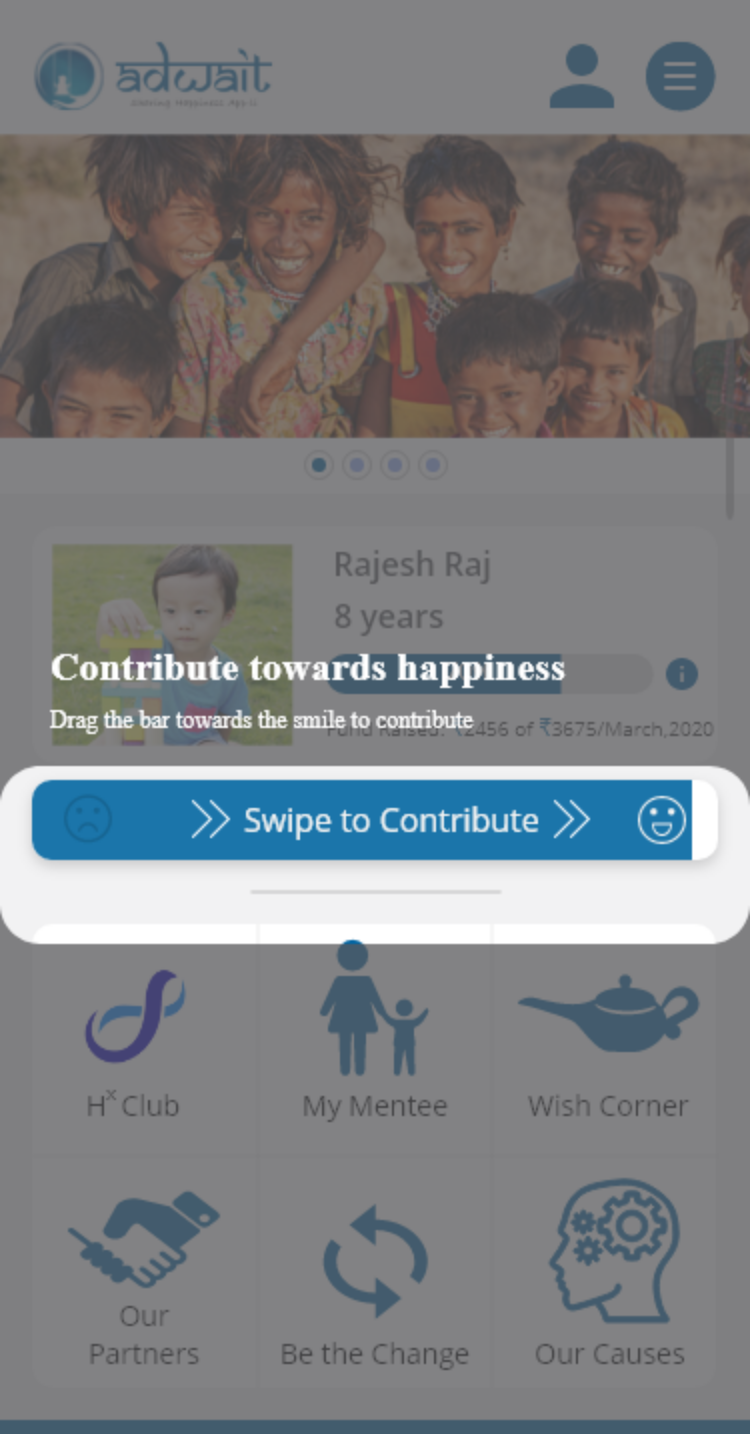 adwait
Rajesh Raj
8 years
Contribute towards happiness
Drag the bar towards the smile to contribute
Fund Raised: ₹2456 of ₹3675/March,2020
Swipe to Contribute
Hˣ Club
My Mentee
Wish Corner
Our
Partners
Be the Change
Our Causes